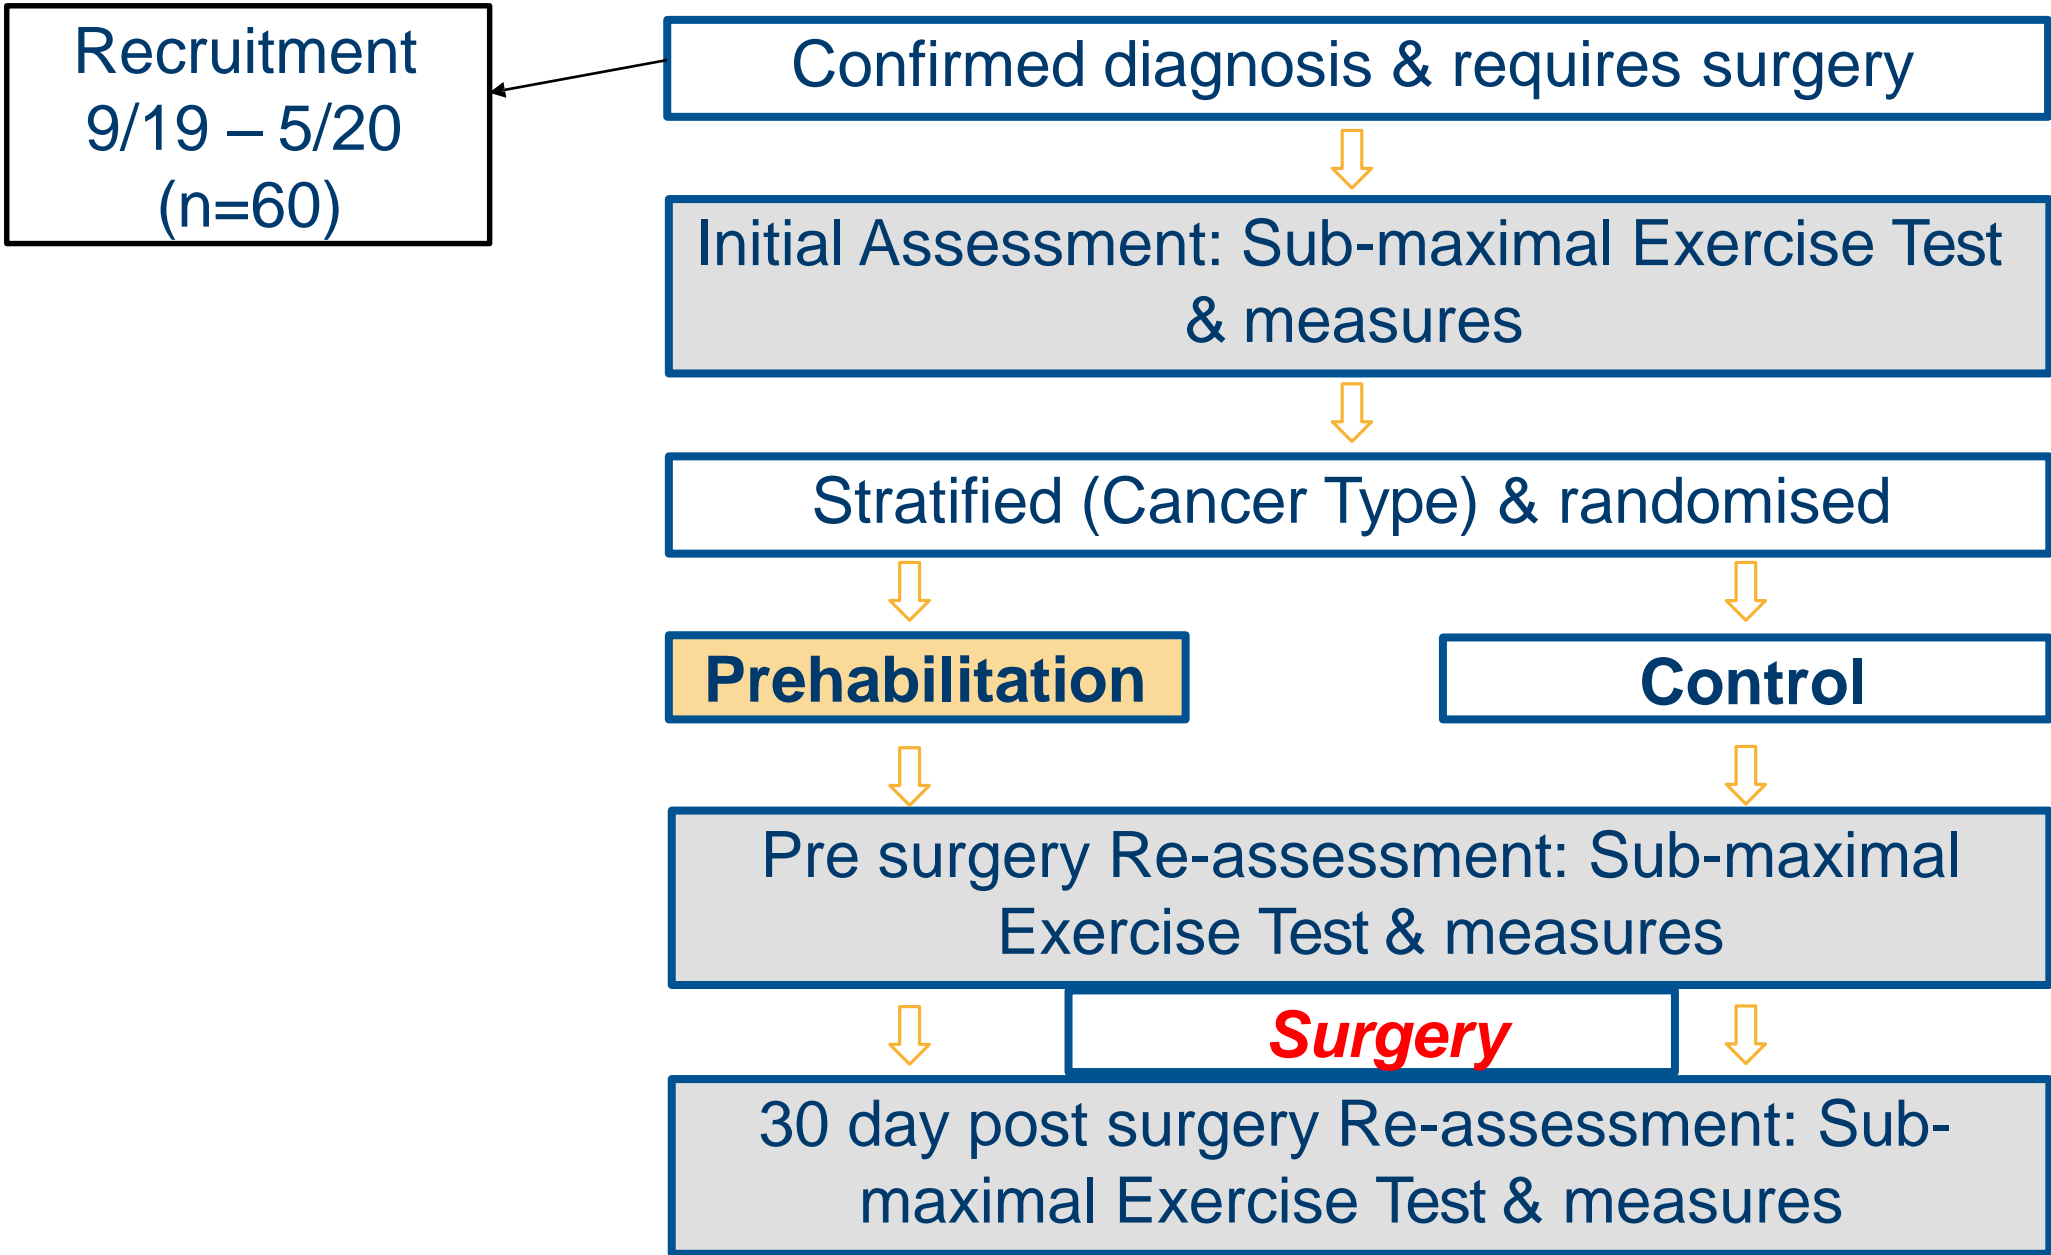 Recruitment
9/19 – 5/20
(n=60)
Confirmed diagnosis & requires surgery
Initial Assessment: Sub-maximal Exercise Test
& measures
Stratified (Cancer Type) & randomised
Prehabilitation
Control
Pre surgery Re-assessment: Sub-maximal
Exercise Test & measures
Surgery
30 day post surgery Re-assessment: Sub-
maximal Exercise Test & measures